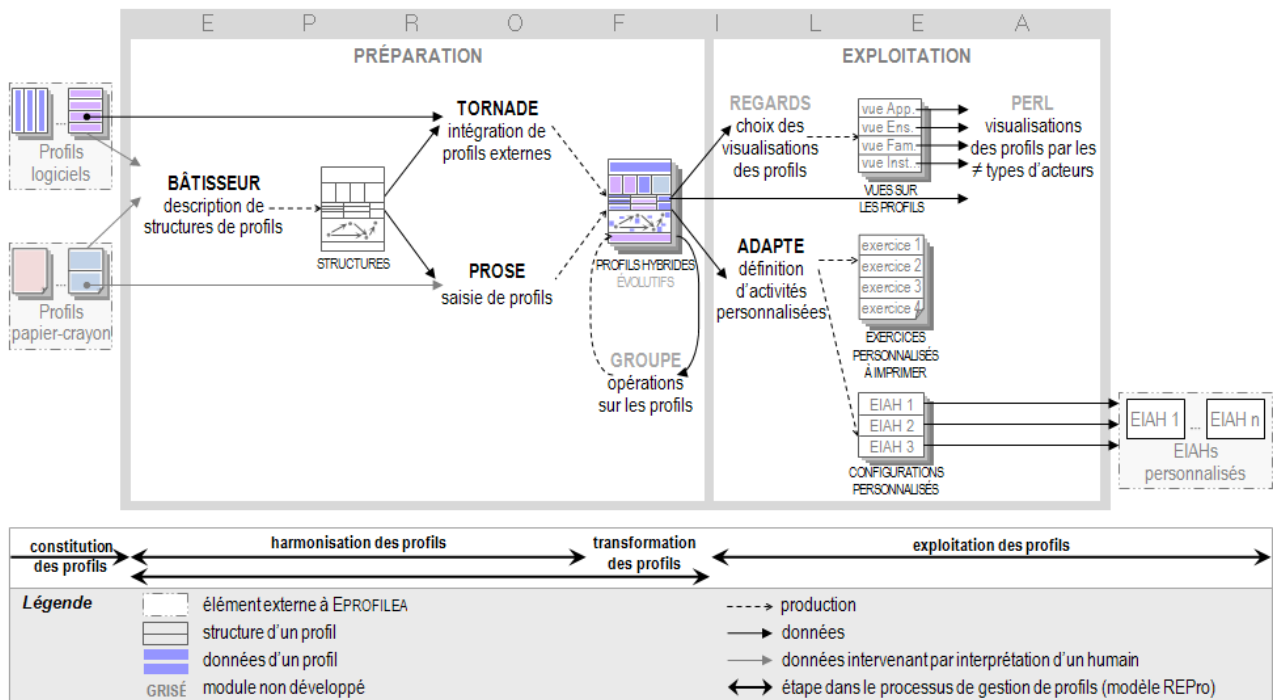 E P R O F I L E A
PRÉPARATION
EXPLOITATION
Profils
logiciels
...
Profils
papier-crayon
...
BÂTISSEUR
description de
structures de profils
STRUCTURES
TORNADE
intégration de
profils externes
PROSE
saisie de profils
PROFILS HYBRIDES
ÉVOLUTIFS
GROUPE
opérations
sur les profils
REGARDS
choix des
visualisations
des profils
vue App.
vue Ens.
vue Fam.
vue Inst.
VUES SUR
LES PROFILS
PERL
visualisations
des profils par les
≠ types d'acteurs
ADAPTE
définition
d'activités
personnalisées
exercice 1
exercice 2
exercice 3
exercice 4
EXERCICES
PERSONNALISÉS
À IMPRIMER
EIAH 1
EIAH 2
EIAH 3
CONFIGURATIONS
PERSONNALISÉS
EIAH 1 ... EIAH n
EIAHs
personnalisés
constitution
des profils
harmonisation des profils
transformation
des profils
exploitation des profils
Légende
élément externe à EPROFILEA
structure d'un profil
données d'un profil
GRISÉ module non développé
production
données
données intervenant par interprétation d'un humain
étape dans le processus de gestion de profils (modèle REPro)